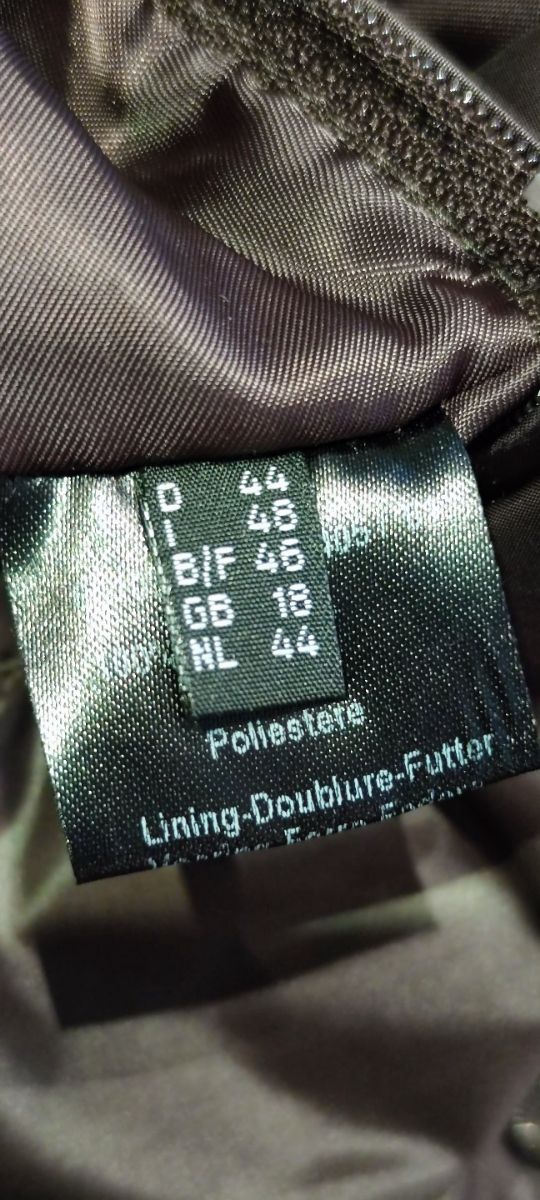 D 44
I 48
B/F 46
GB 18
NL 44
Poliestere
Lining-Doublure-Futter